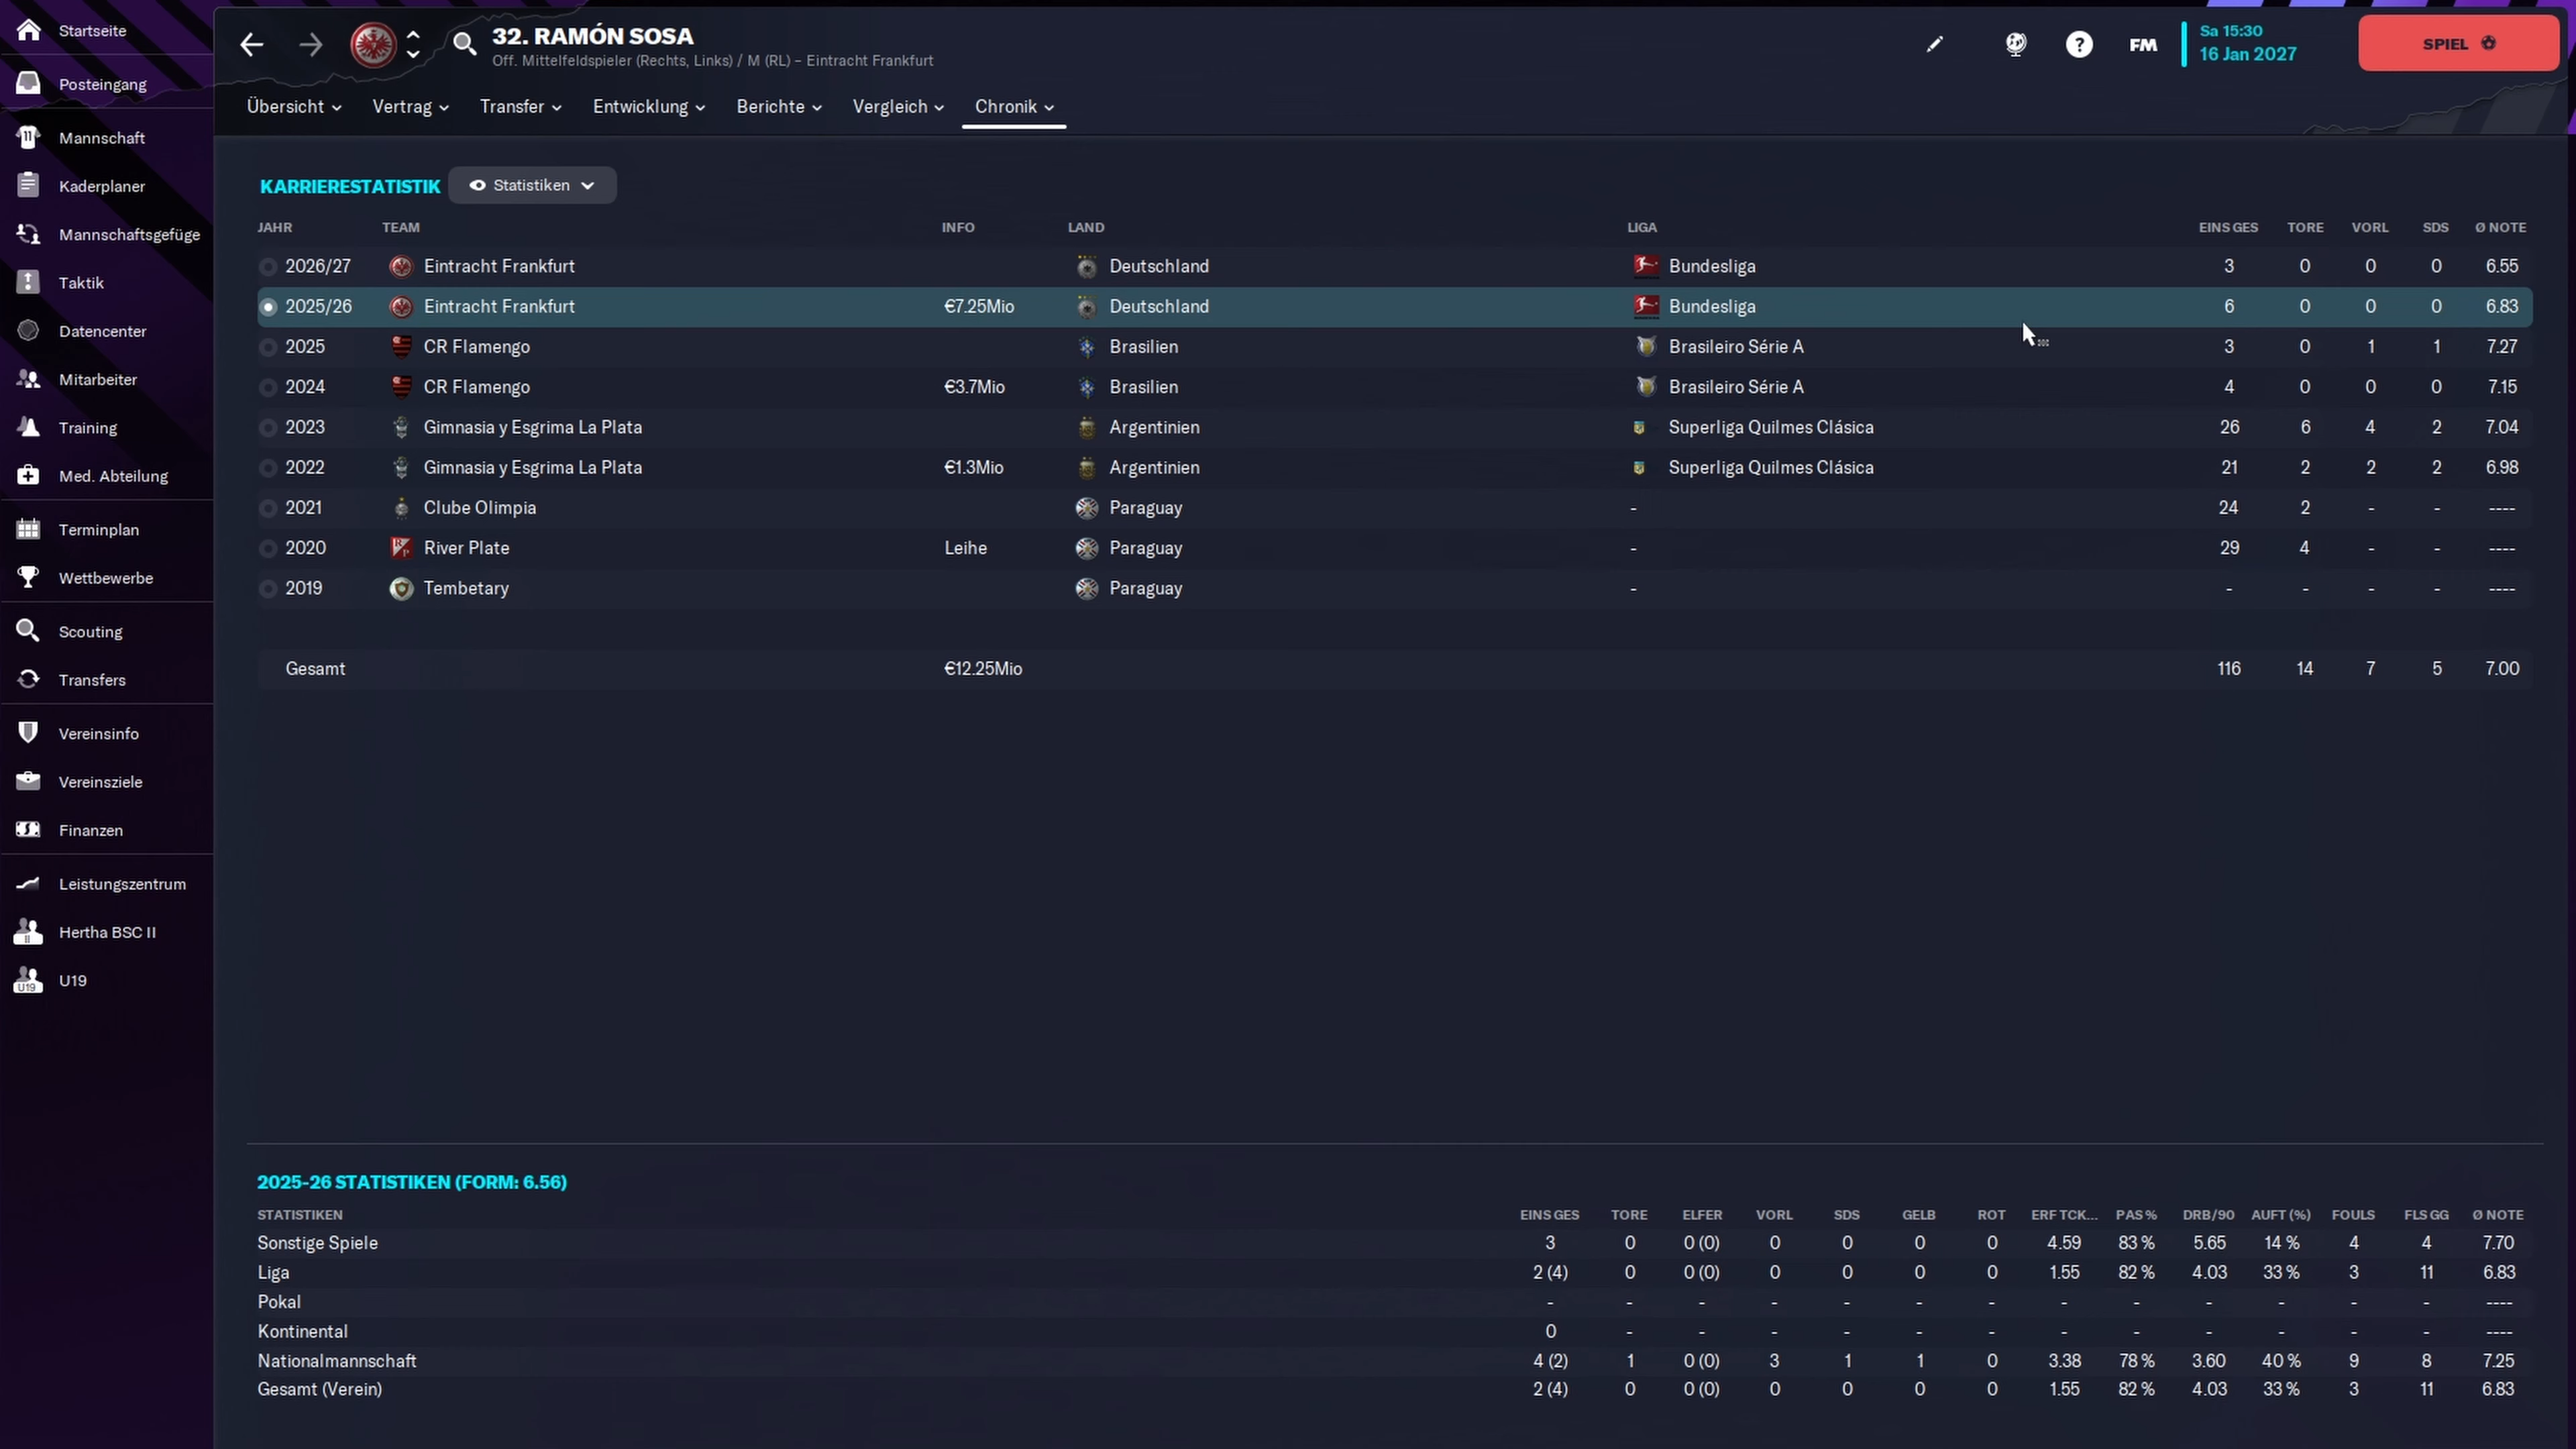 Startseite
Posteingang
Mannschaft
Kaderplaner
Mannschaftsgefüge
Taktik
Datencenter
Mitarbeiter
Training
Med. Abteilung
Terminplan
Wettbewerbe
Scouting
Transfers
Vereinsinfo
Vereinsziele
Finanzen
Leistungszentrum
Hertha BSC II
U19
32. RAMÓN SOSA
Off. Mittelfeldspieler (Rechts, Links) / M (RL) – Eintracht Frankfurt
FM
Sa 15:30
16 Jan 2027
SPIEL
Übersicht Vertrag Transfer Entwicklung Berichte Vergleich Chronik
KARRIERESTATISTIK Statistiken
JAHR TEAM INFO LAND LIGA EINS GES TORE VORL SDS Ø NOTE
2026/27 Eintracht Frankfurt Deutschland Bundesliga 3 0 0 0 6.55
2025/26 Eintracht Frankfurt €7.25Mio Deutschland Bundesliga 6 0 0 0 6.83
2025 CR Flamengo Brasilien Brasileiro Série A 3 0 1 1 7.27
2024 CR Flamengo €3.7Mio Brasilien Brasileiro Série A 4 0 0 0 7.15
2023 Gimnasia y Esgrima La Plata Argentinien Superliga Quilmes Clásica 26 6 4 2 7.04
2022 Gimnasia y Esgrima La Plata €1.3Mio Argentinien Superliga Quilmes Clásica 21 2 2 2 6.98
2021 Clube Olimpia Paraguay - 24 2 - - ----
2020 River Plate Leihe Paraguay - 29 4 - - ----
2019 Tembetary Paraguay - - - - - ----
Gesamt €12.25Mio 116 14 7 5 7.00
2025-26 STATISTIKEN (FORM: 6.56)
STATISTIKEN EINS GES TORE ELFER VORL SDS GELB ROT ERF TCK... PAS % DRB/90 AUFT (%) FOULS FLS GG Ø NOTE
Sonstige Spiele 3 0 0 (0) 0 0 0 0 4.59 83 % 5.65 14 % 4 4 7.70
Liga 2 (4) 0 0 (0) 0 0 0 0 1.55 82 % 4.03 33 % 3 11 6.83
Pokal - - - - - - - - - - - - - ----
Kontinental 0 - - - - - - - - - - - - ----
Nationalmannschaft 4 (2) 1 0 (0) 3 1 1 0 3.38 78 % 3.60 40 % 9 8 7.25
Gesamt (Verein) 2 (4) 0 0 (0) 0 0 0 0 1.55 82 % 4.03 33 % 3 11 6.83